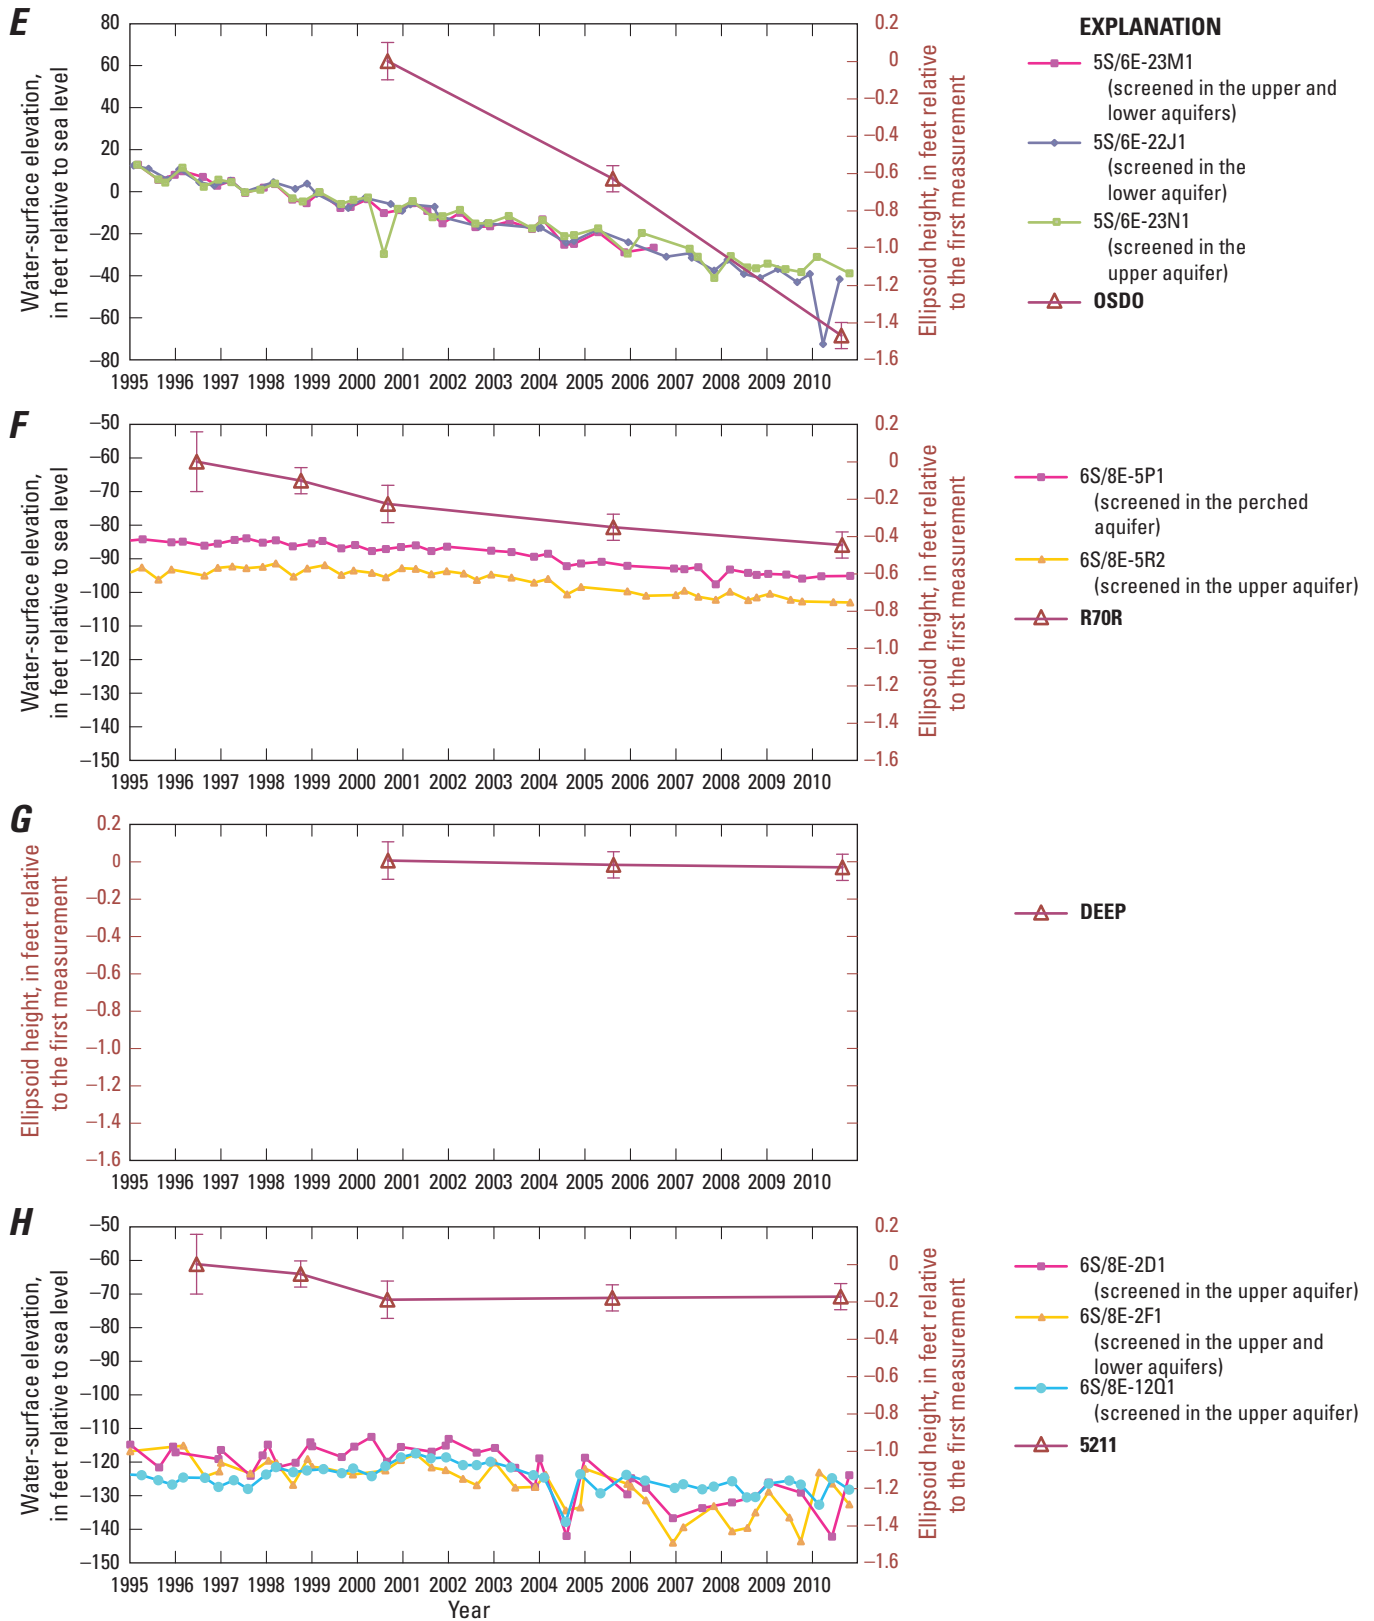 E
Water-surface elevation,
in feet relative to sea level
80
60
40
20
0
–20
–40
–60
–80
0.2
0
–0.2
–0.4
–0.6
–0.8
–1.0
–1.2
–1.4
–1.6
Ellipsoid height, in feet relative
to the first measurement
1995 1996 1997 1998 1999 2000 2001 2002 2003 2004 2005 2006 2007 2008 2009 2010
EXPLANATION
5S/6E-23M1
(screened in the upper and
lower aquifers)
5S/6E-22J1
(screened in the
lower aquifer)
5S/6E-23N1
(screened in the
upper aquifer)
OSDO
F
Water-surface elevation,
in feet relative to sea level
–50
–60
–70
–80
–90
–100
–110
–120
–130
–140
–150
0.2
0
–0.2
–0.4
–0.6
–0.8
–1.0
–1.2
–1.4
–1.6
Ellipsoid height, in feet relative
to the first measurement
1995 1996 1997 1998 1999 2000 2001 2002 2003 2004 2005 2006 2007 2008 2009 2010
6S/8E-5P1
(screened in the perched
aquifer)
6S/8E-5R2
(screened in the upper aquifer)
R70R
G
Ellipsoid height, in feet relative
to the first measurement
0.2
0
–0.2
–0.4
–0.6
–0.8
–1.0
–1.2
–1.4
–1.6
1995 1996 1997 1998 1999 2000 2001 2002 2003 2004 2005 2006 2007 2008 2009 2010
DEEP
H
Water-surface elevation,
in feet relative to sea level
–50
–60
–70
–80
–90
–100
–110
–120
–130
–140
–150
0.2
0
–0.2
–0.4
–0.6
–0.8
–1.0
–1.2
–1.4
–1.6
Ellipsoid height, in feet relative
to the first measurement
1995 1996 1997 1998 1999 2000 2001 2002 2003 2004 2005 2006 2007 2008 2009 2010
Year
6S/8E-2D1
(screened in the upper aquifer)
6S/8E-2F1
(screened in the upper and
lower aquifers)
6S/8E-12Q1
(screened in the upper aquifer)
5211